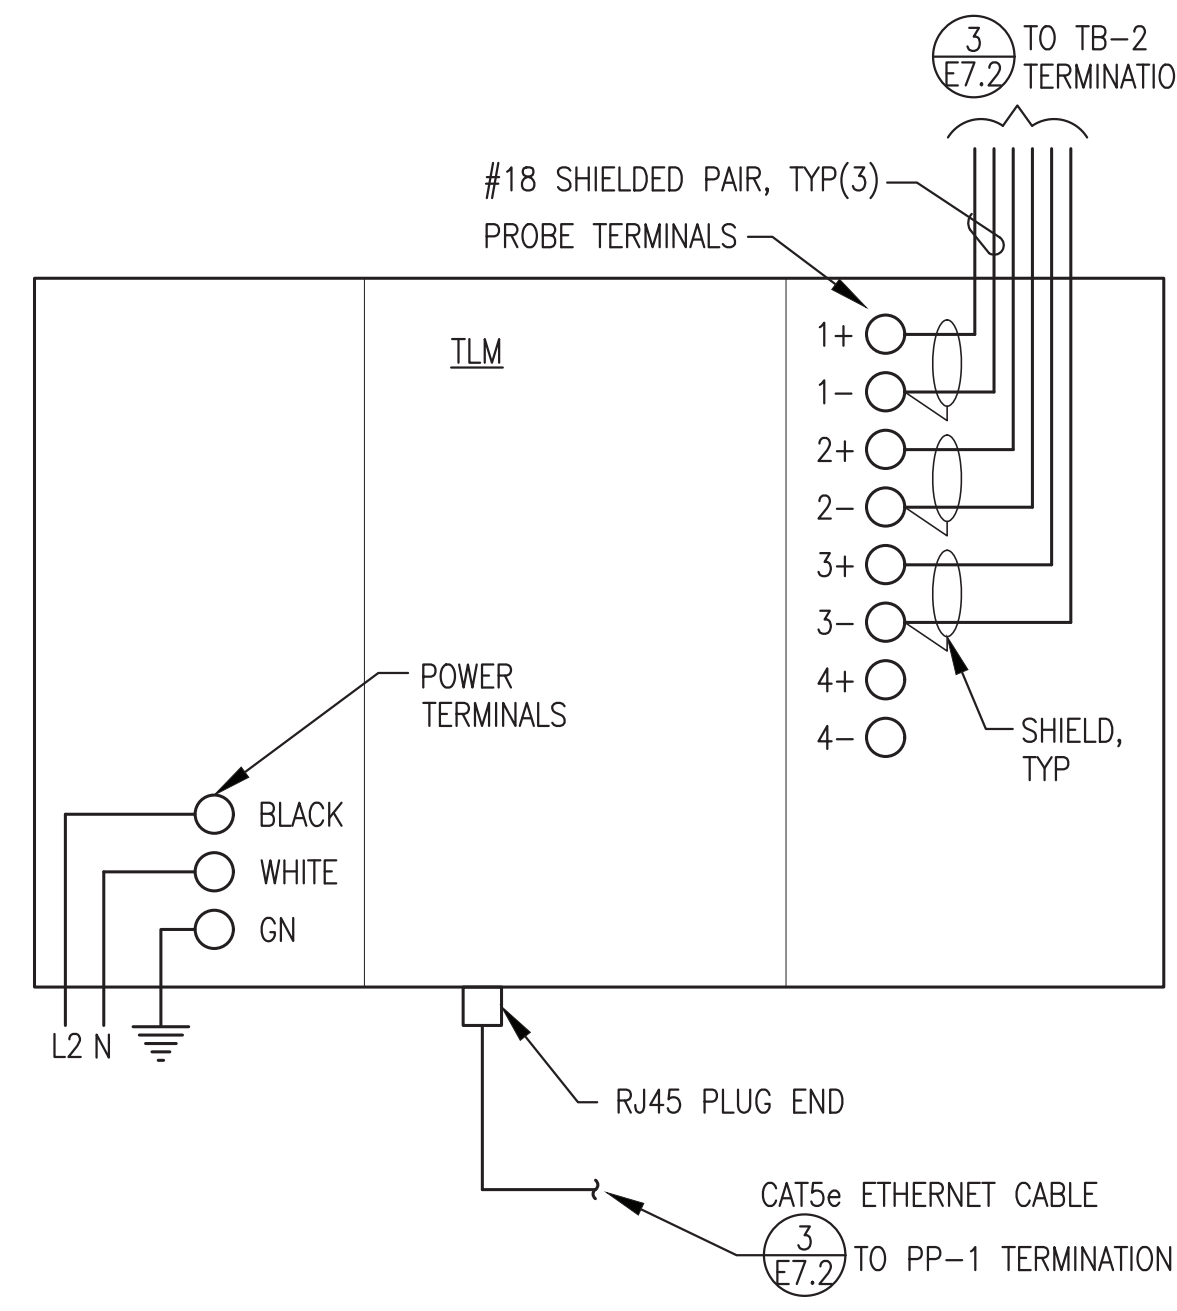 3
E7.2
TO TB-2
TERMINATIO
#18 SHIELDED PAIR, TYP(3)
PROBE TERMINALS
TLM
1+
1-
2+
2-
3+
3-
4+
4-
POWER
TERMINALS
SHIELD,
TYP
BLACK
WHITE
GN
L2 N
RJ45 PLUG END
CAT5e ETHERNET CABLE
3
E7.2
TO PP-1 TERMINATION